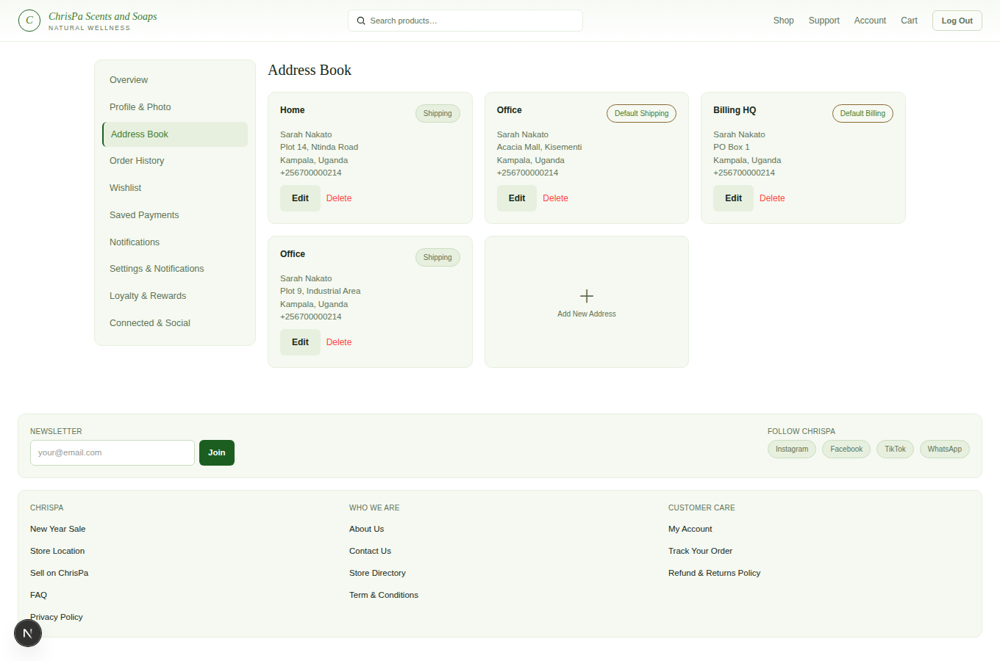 C
ChrisPa Scents and Soaps
NATURAL WELLNESS
Search products…
Shop
Support
Account
Cart
Log Out
Overview
Profile & Photo
Address Book
Order History
Wishlist
Saved Payments
Notifications
Settings & Notifications
Loyalty & Rewards
Connected & Social
Address Book
Home
Shipping
Sarah Nakato
Plot 14, Ntinda Road
Kampala, Uganda
+256700000214
Edit
Delete
Office
Default Shipping
Sarah Nakato
Acacia Mall, Kisementi
Kampala, Uganda
+256700000214
Edit
Delete
Billing HQ
Default Billing
Sarah Nakato
PO Box 1
Kampala, Uganda
+256700000214
Edit
Delete
Office
Shipping
Sarah Nakato
Plot 9, Industrial Area
Kampala, Uganda
+256700000214
Edit
Delete
Add New Address
NEWSLETTER
your@email.com
Join
FOLLOW CHRISPA
Instagram
Facebook
TikTok
WhatsApp
CHRISPA
New Year Sale
Store Location
Sell on ChrisPa
FAQ
Privacy Policy
WHO WE ARE
About Us
Contact Us
Store Directory
Term & Conditions
CUSTOMER CARE
My Account
Track Your Order
Refund & Returns Policy
N